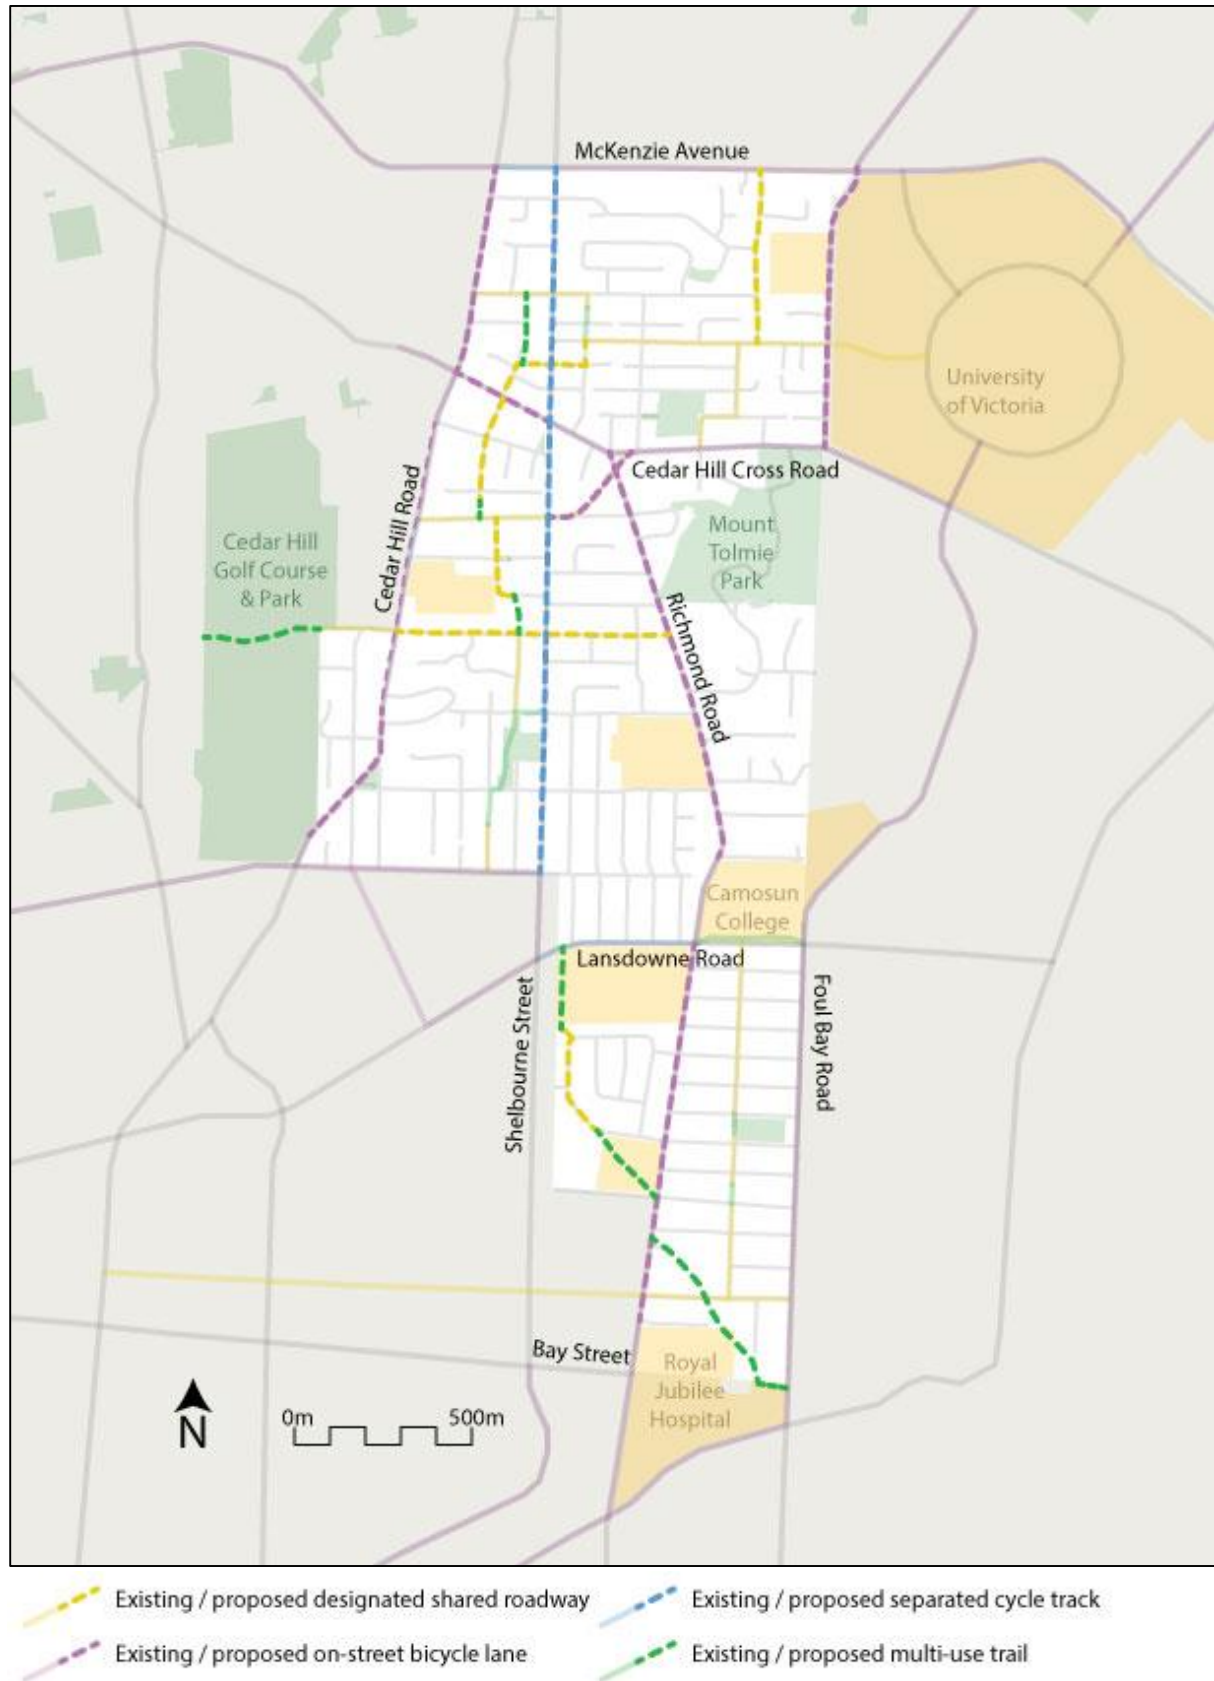 McKenzie Avenue
University
of Victoria
Cedar Hill Cross Road
Cedar Hill Road
Mount
Tolmie
Park
Cedar Hill
Golf Course
& Park
Richmond Road
Camosun
College
Lansdowne Road
Shelbourne Street
Foul Bay Road
Bay Street
Royal
Jubilee
Hospital
N
0m 500m
Existing / proposed designated shared roadway
Existing / proposed separated cycle track
Existing / proposed on-street bicycle lane
Existing / proposed multi-use trail